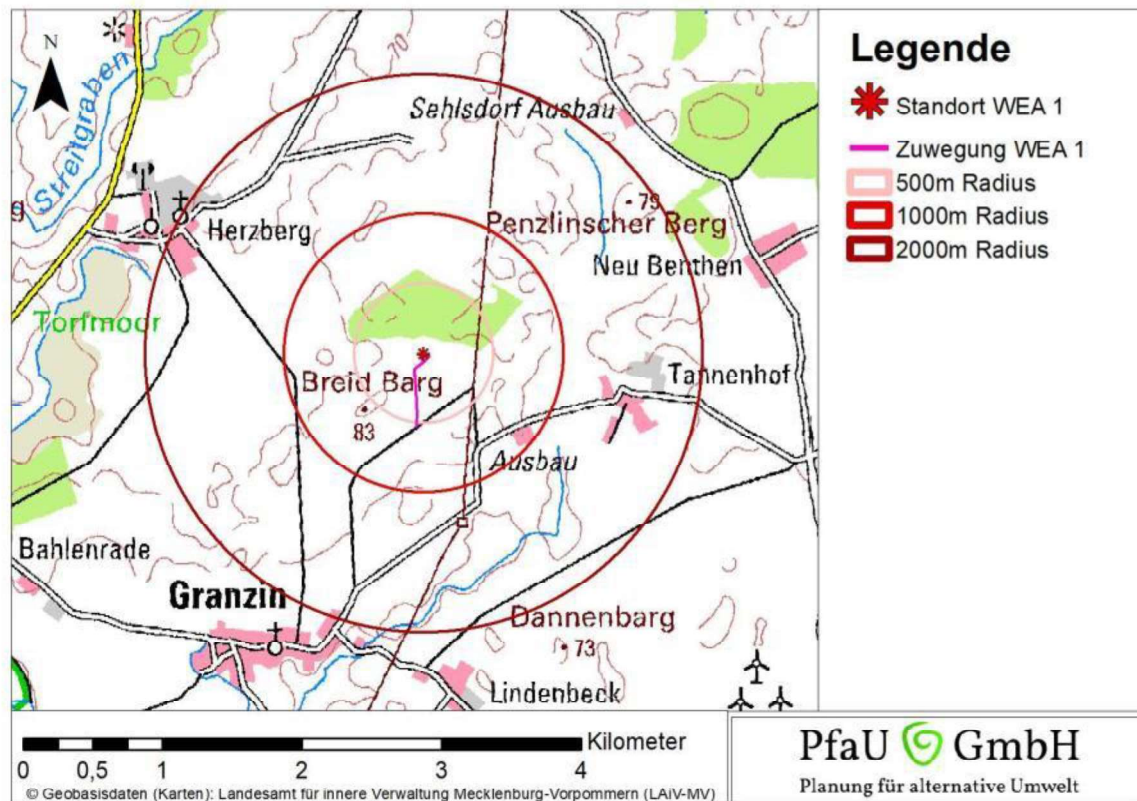 N
70
Streitgraben
Sehlsdorf Ausbau
79
Penzlinscher Berg
Herzberg
g
Neu Benthen
Torfmoor
Tannenhof
Breid Barg
83
Ausbau
Bahlenrade
Granzin
Dannenbarg
73
Lindenbeck
Legende
Standort WEA 1
Zuwegung WEA 1
500m Radius
1000m Radius
2000m Radius
Kilometer
0 0,5 1 2 3 4
© Geobasisdaten (Karten): Landesamt für innere Verwaltung Mecklenburg-Vorpommern (LAiV-MV)
PfaU GmbH
Planung für alternative Umwelt